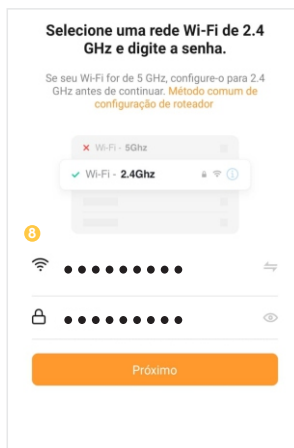 Selecione uma rede Wi-Fi de 2.4
GHz e digite a senha.
Se seu Wi-Fi for de 5 GHz, configure-o para 2.4
GHz antes de continuar. Método comum de
configuração de roteador
Wi-Fi - 5Ghz
Wi-Fi - 2.4Ghz
8
●●●●●●●●●●
●●●●●●●●●●
Próximo